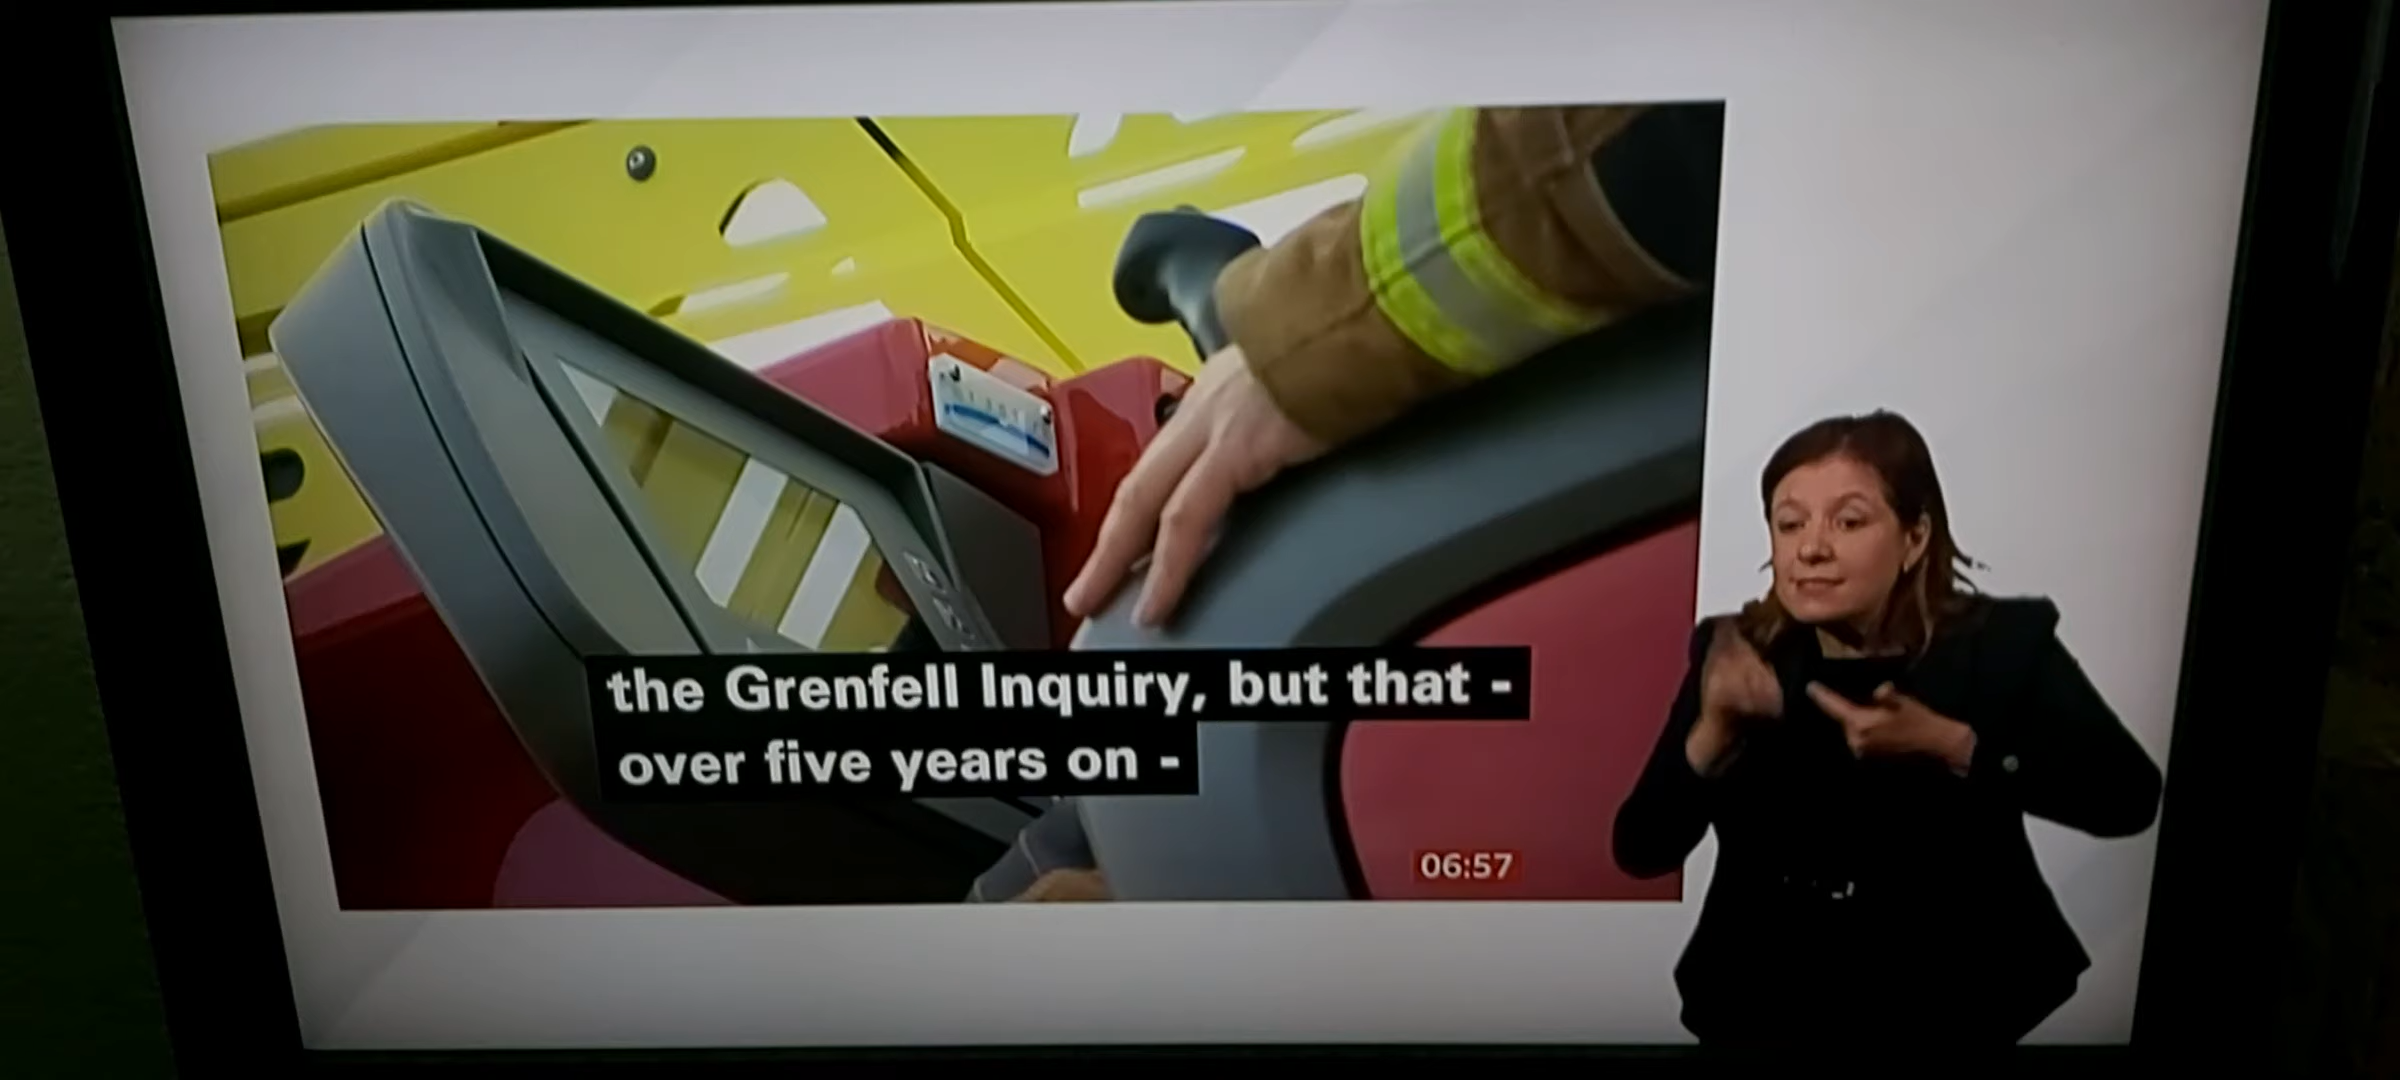 the Grenfell Inquiry, but that -
over five years on -
06:57